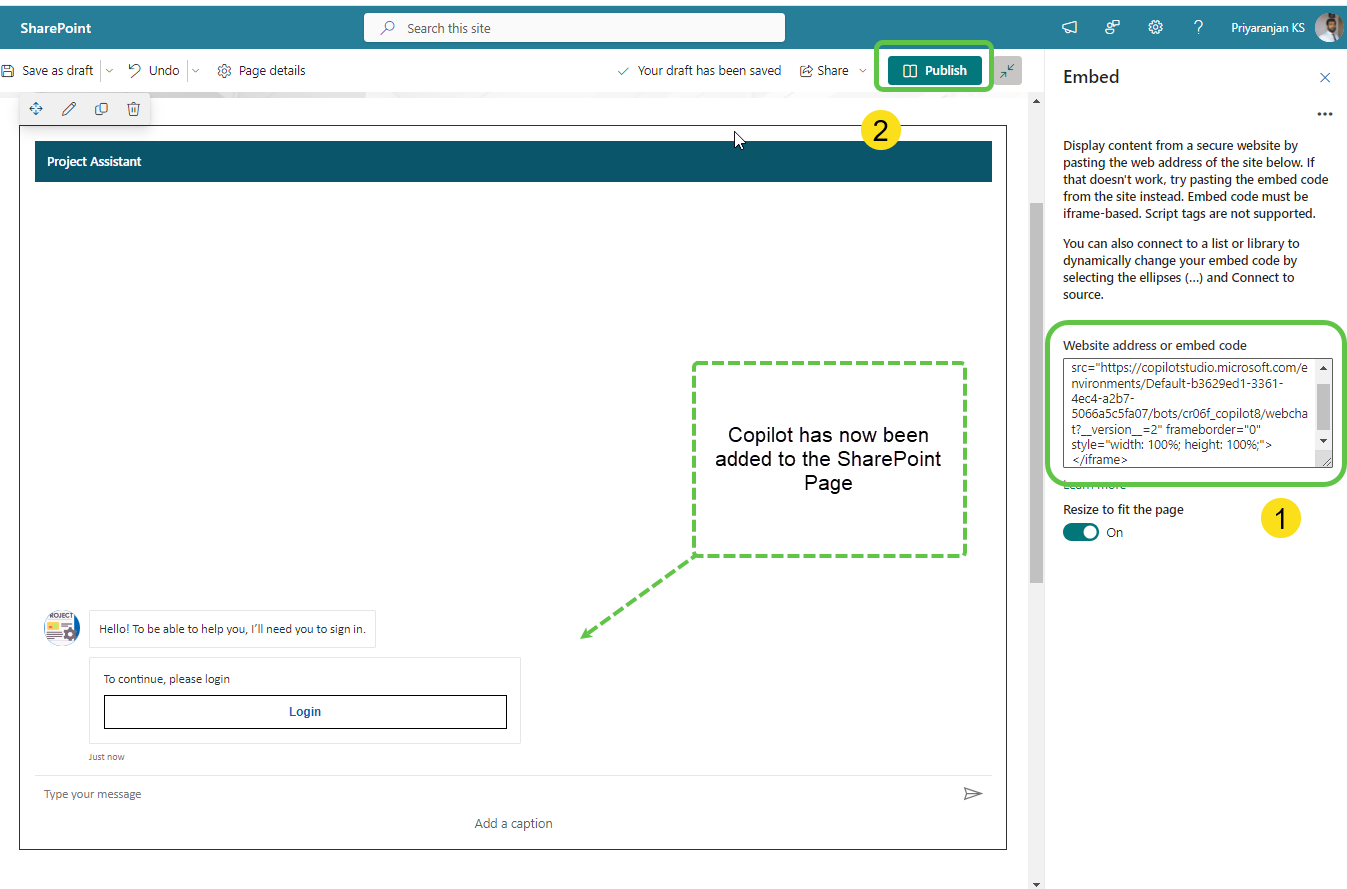 SharePoint
Search this site
Priyaranjan KS
Save as draft
Undo
Page details
Your draft has been saved
Share
Publish
2
Project Assistant
Copilot has now been
added to the SharePoint
Page
ROJECT
Hello! To be able to help you, I'll need you to sign in.
To continue, please login
Login
Just now
Type your message
Add a caption
Embed
Display content from a secure website by
pasting the web address of the site below. If
that doesn't work, try pasting the embed code
from the site instead. Embed code must be
iframe-based. Script tags are not supported.
You can also connect to a list or library to
dynamically change your embed code by
selecting the ellipses (...) and Connect to
source.
Website address or embed code
src="https://copilotstudio.microsoft.com/e
nvironments/Default-b3629ed1-3361-
4ec4-a2b7-
5066a5c5fa07/bots/cr06f_copilot8/webcha
t?__version__=2" frameborder="0"
style="width: 100%; height: 100%;">
</iframe>
Learn more
1
Resize to fit the page
On